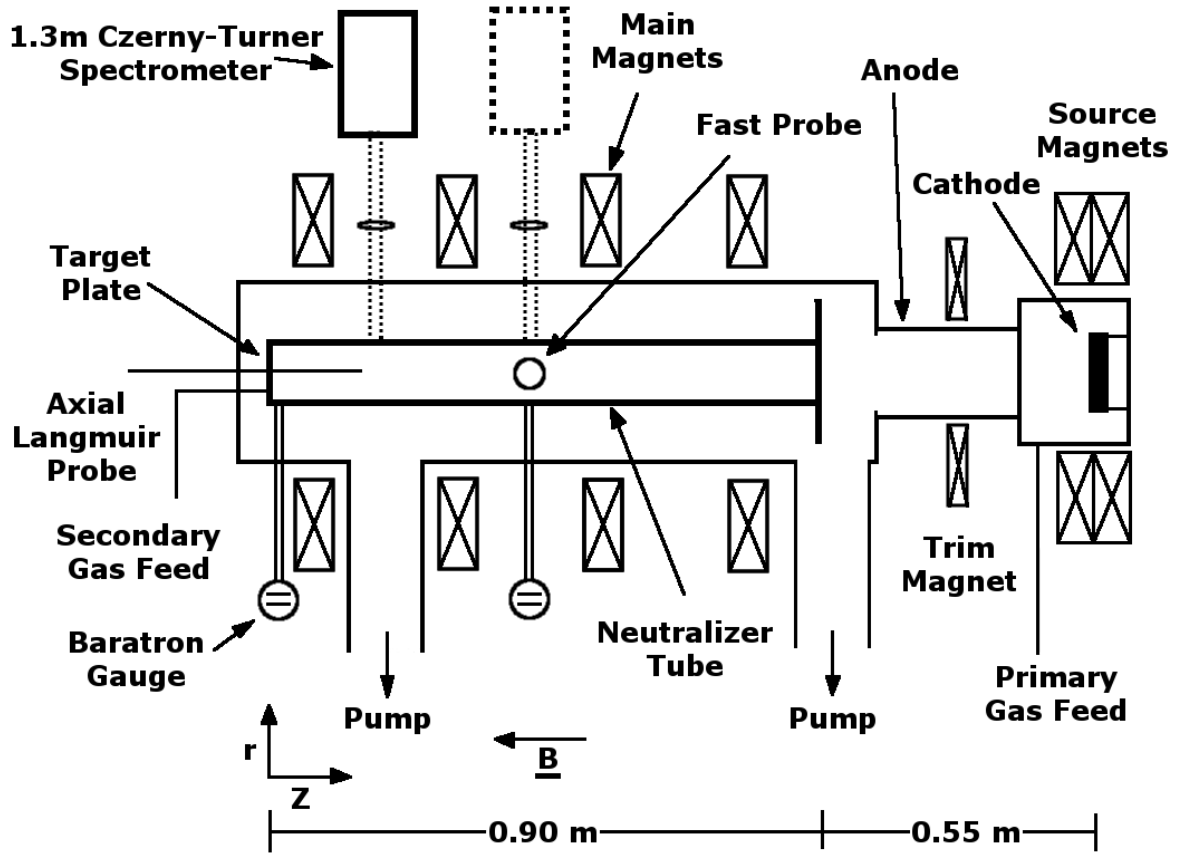 1.3m Czerny-Turner
Spectrometer
Main
Magnets
Fast Probe
Anode
Source
Magnets
Cathode
Target
Plate
Axial
Langmuir
Probe
Secondary
Gas Feed
Baratron
Gauge
Neutralizer
Tube
Trim
Magnet
Primary
Gas Feed
Pump
Pump
r
Z
B
0.90 m
0.55 m